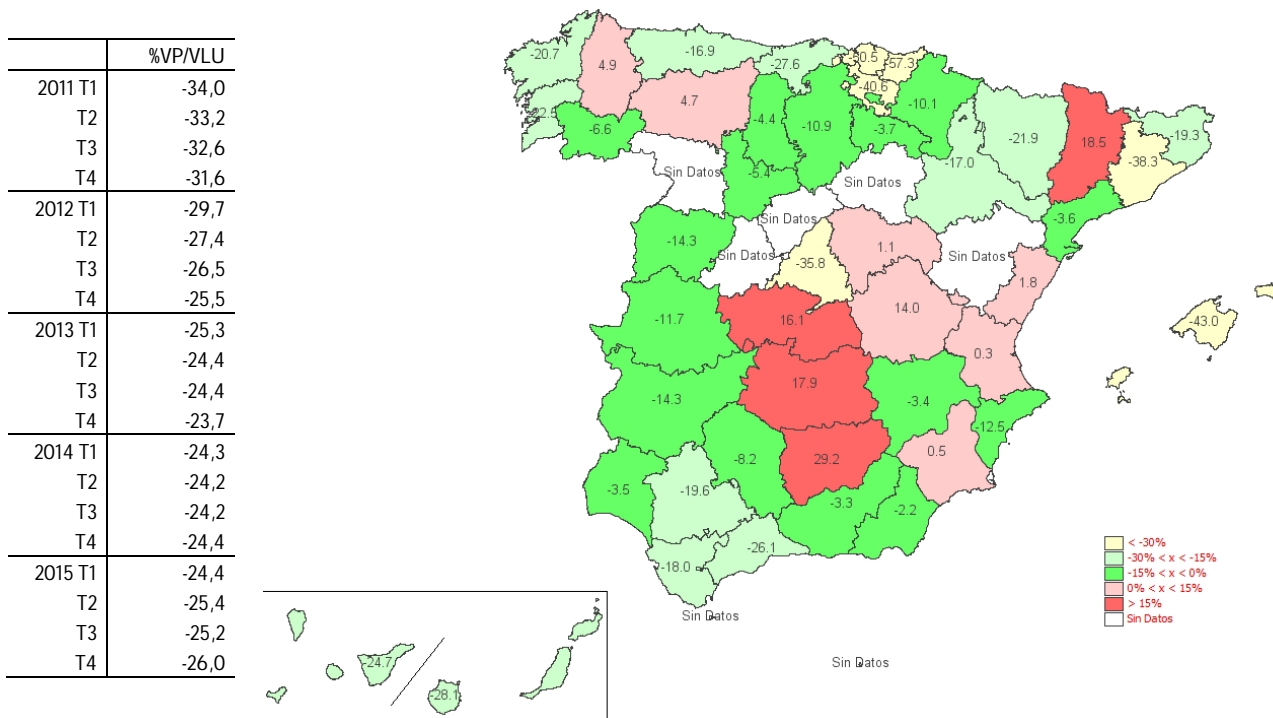 %VP/VLU
2011 T1 -34,0
T2 -33,2
T3 -32,6
T4 -31,6
2012 T1 -29,7
T2 -27,4
T3 -26,5
T4 -25,5
2013 T1 -25,3
T2 -24,4
T3 -24,4
T4 -23,7
2014 T1 -24,3
T2 -24,2
T3 -24,2
T4 -24,4
2015 T1 -24,4
T2 -25,4
T3 -25,2
T4 -26,0
-20.7
4.9
-16.9
-27.6
-57.3
-40.6
-10.1
4.7
-4.4
-10.9
-3.7
-6.6
-21.9
18.5
-19.3
-38.3
-17.0
Sin Datos
-5.4
Sin Datos
-3.6
Sin Datos
-14.3
Sin Datos
-35.8
1.1
Sin Datos
1.8
-11.7
16.1
14.0
-43.0
0.3
-14.3
17.9
-3.4
-12.5
-8.2
29.2
0.5
-3.5
-19.6
-3.3
-2.2
-26.1
-18.0
Sin Datos
Sin Datos
-24.7
-28.1
< -30%
-30% < x < -15%
-15% < x < 0%
0% < x < 15%
> 15%
Sin Datos